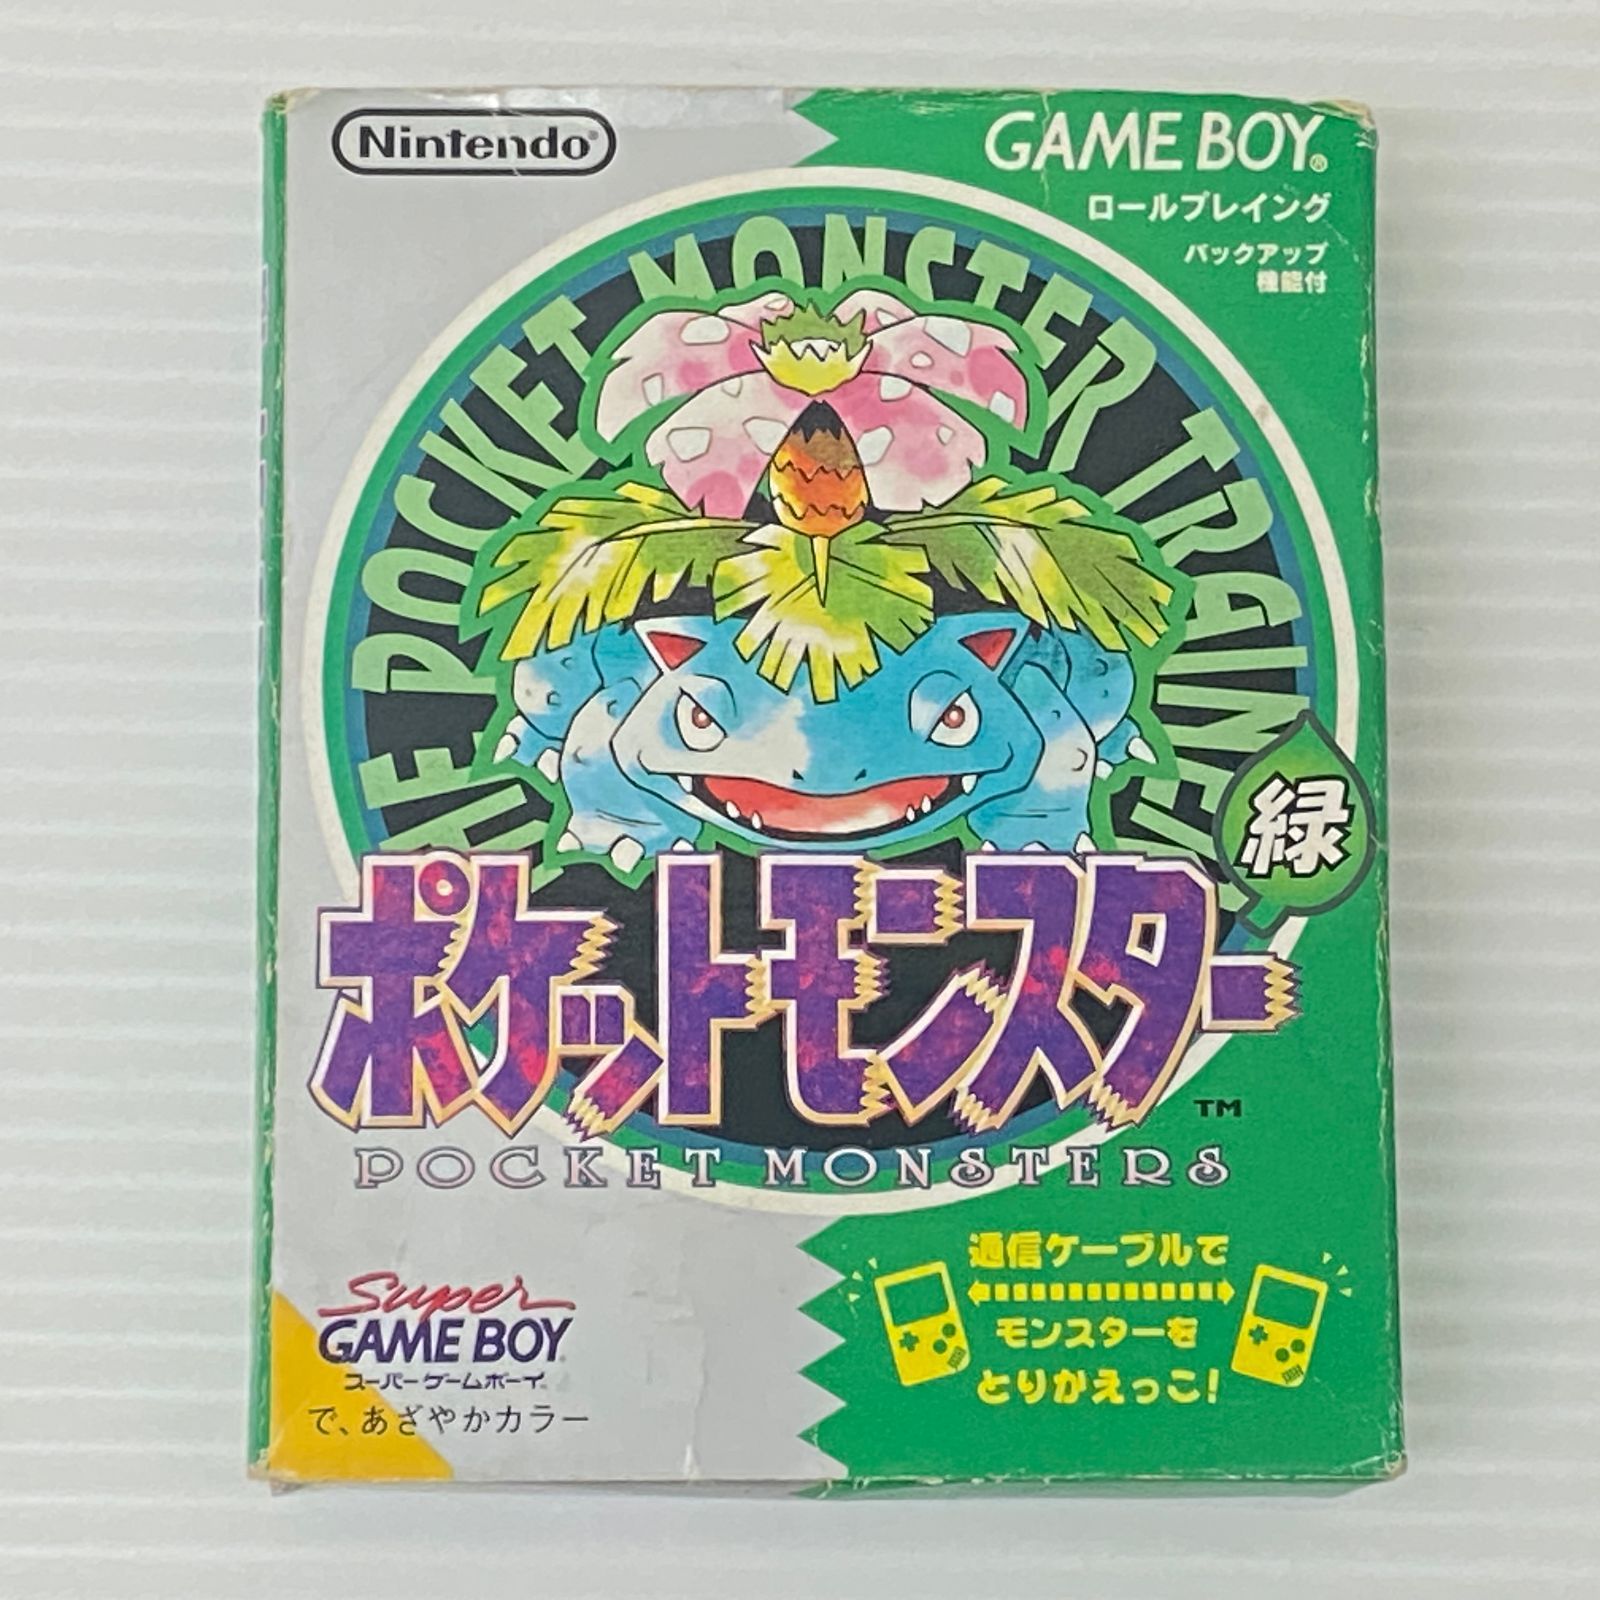 Nintendo®
GAME BOY®
ロールプレイング
バックアップ
機能付
THE POCKET MONSTER TRAINER
緑
ポケットモンスター
TM
POCKET MONSTERS
通信ケーブルで
モンスターを
とりかえっこ!
Super
GAME BOY
スーパーゲームボーイ
で、あざやかカラー